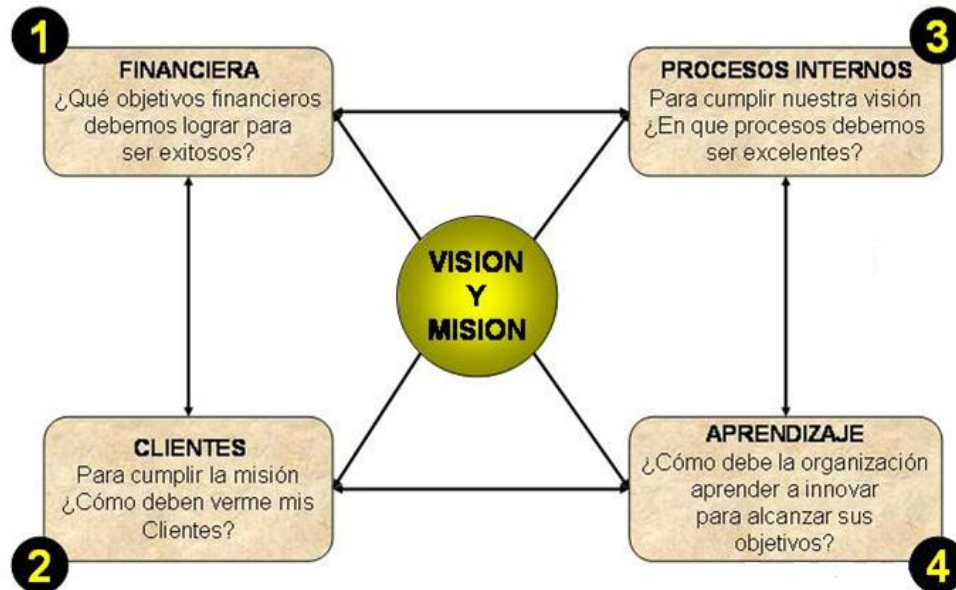 1
FINANCIERA
¿Qué objetivos financieros
debemos lograr para
ser exitosos?
3
PROCESOS INTERNOS
Para cumplir nuestra visión
¿En que procesos debemos
ser excelentes?
VISION
Y
MISION
CLIENTES
Para cumplir la misión
¿Cómo deben verme mis
Clientes?
2
APRENDIZAJE
¿Cómo debe la organización
aprender a innovar
para alcanzar sus
objetivos?
4